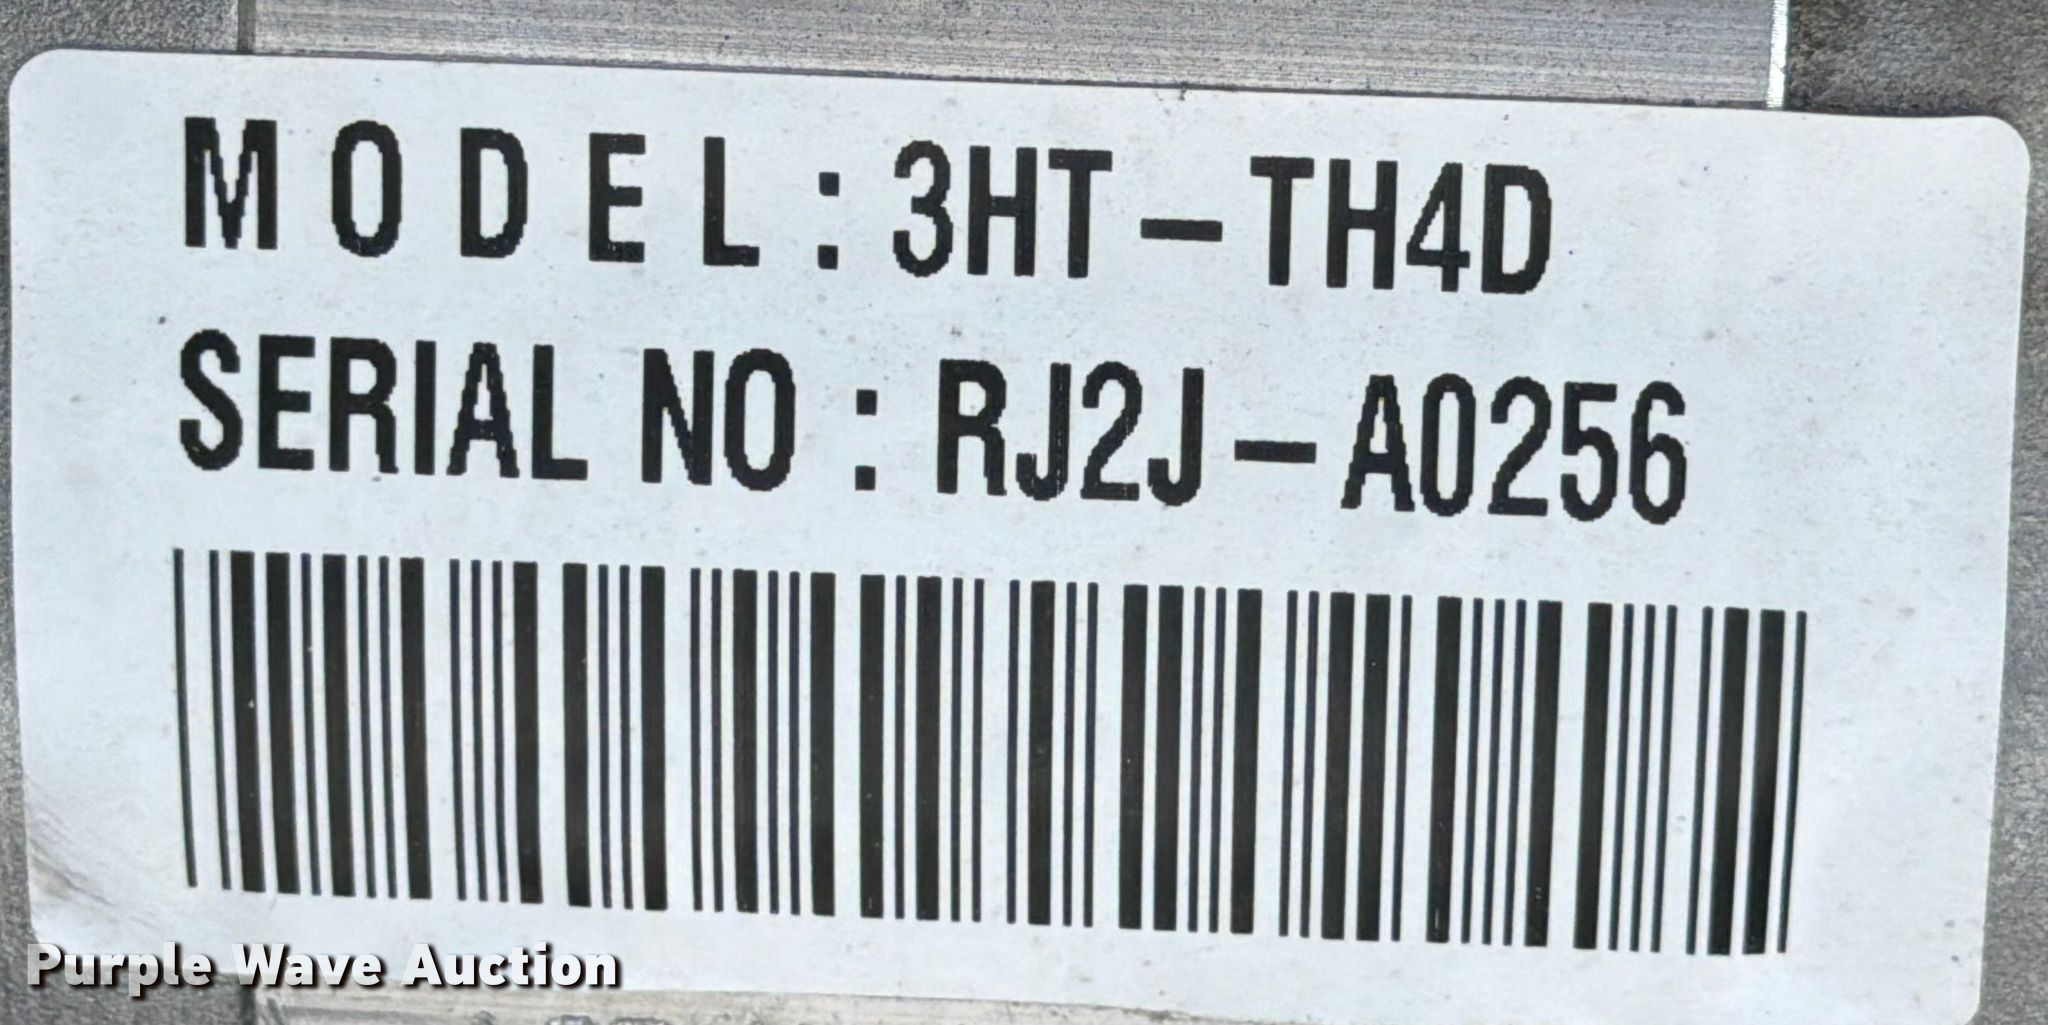 MODEL: 3HT-TH4D
SERIAL NO: RJ2J-A0256
Purple Wave Auction